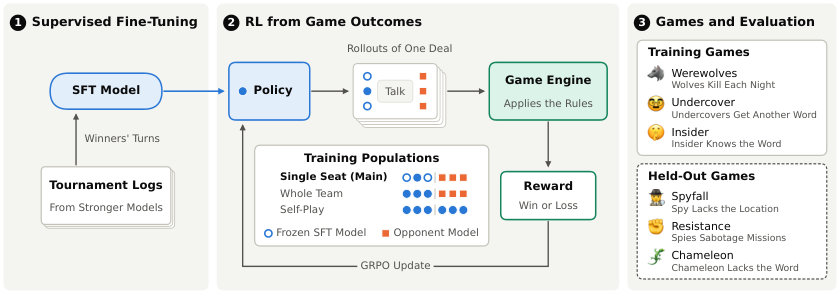 1 Supervised Fine-Tuning
SFT Model
Winners' Turns
Tournament Logs
From Stronger Models
2 RL from Game Outcomes
Rollouts of One Deal
Policy
Talk
Game Engine
Applies the Rules
Training Populations
Single Seat (Main)
Whole Team
Self-Play
Frozen SFT Model
Opponent Model
Reward
Win or Loss
GRPO Update
3 Games and Evaluation
Training Games
Werewolves
Wolves Kill Each Night
Undercover
Undercovers Get Another Word
Insider
Insider Knows the Word
Held-Out Games
Spyfall
Spy Lacks the Location
Resistance
Spies Sabotage Missions
Chameleon
Chameleon Lacks the Word